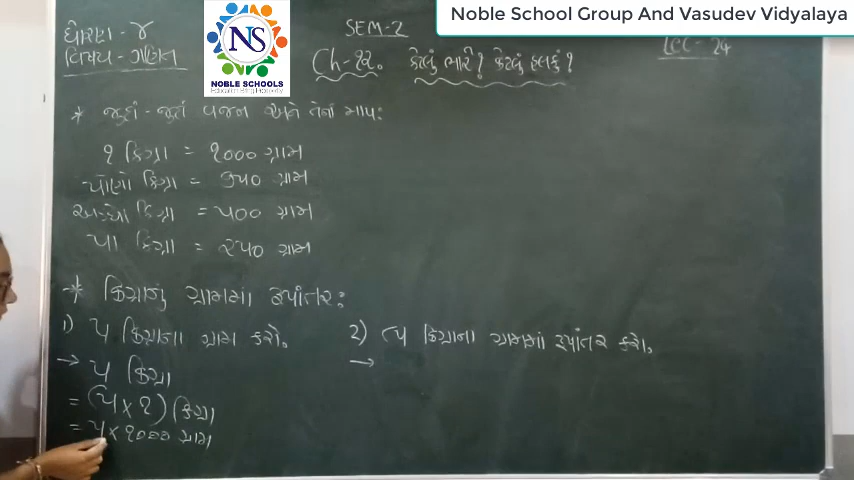 Noble School Group And Vasudev Vidyalaya
ધોરણ - ૪
વિષય - ગણિત
NS
NOBLE SCHOOLS
SEM-2
Ch-૧૨. કેટલું ભારે? કેટલું હલકું?
LEC - 24
* જુદાં - જુદાં વજન અને તેનાં માપ:
૧ કિગ્રા = ૧૦૦૦ ગ્રામ
પોણો કિગ્રા = ૭૫૦ ગ્રામ
અડધો કિગ્રા = ૫૦૦ ગ્રામ
પા કિગ્રા = ૨૫૦ ગ્રામ
* કિગ્રાનું ગ્રામમાં રૂપાંતર:
1) ૫ કિગ્રાના ગ્રામ કરો.
→ ૫ કિગ્રા
= (૫ × ૧) કિગ્રા
= ૫ × ૧૦૦૦ ગ્રામ
2) કિગ્રાના ગ્રામમાં રૂપાંતર કરો.
→